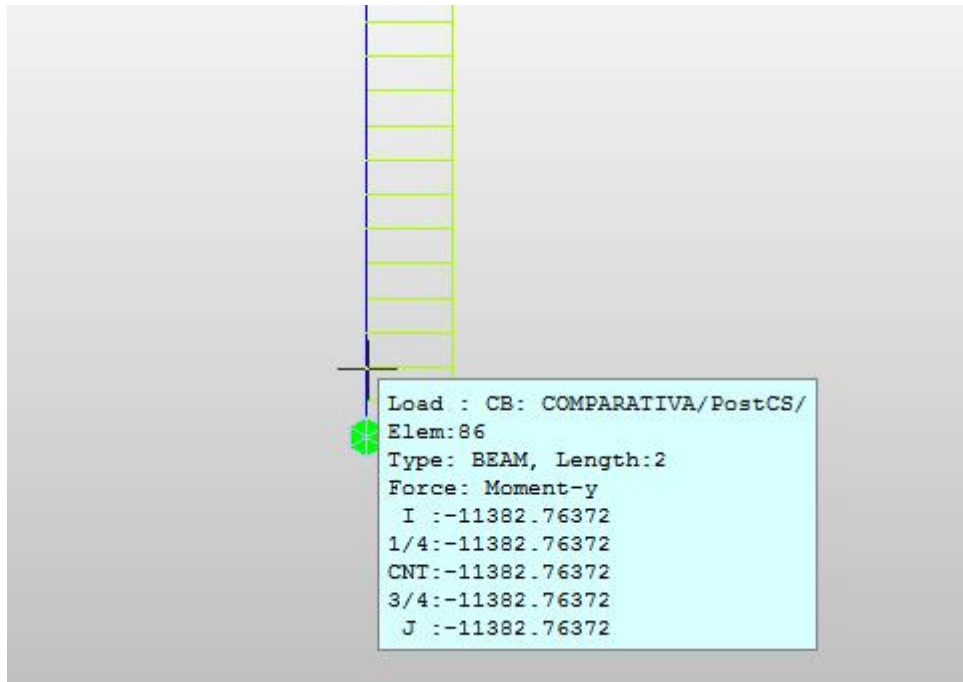 Load : CB: COMPARATIVA/PostCS/
Elem:86
Type: BEAM, Length:2
Force: Moment-y
I :-11382.76372
1/4:-11382.76372
CNT:-11382.76372
3/4:-11382.76372
J :-11382.76372